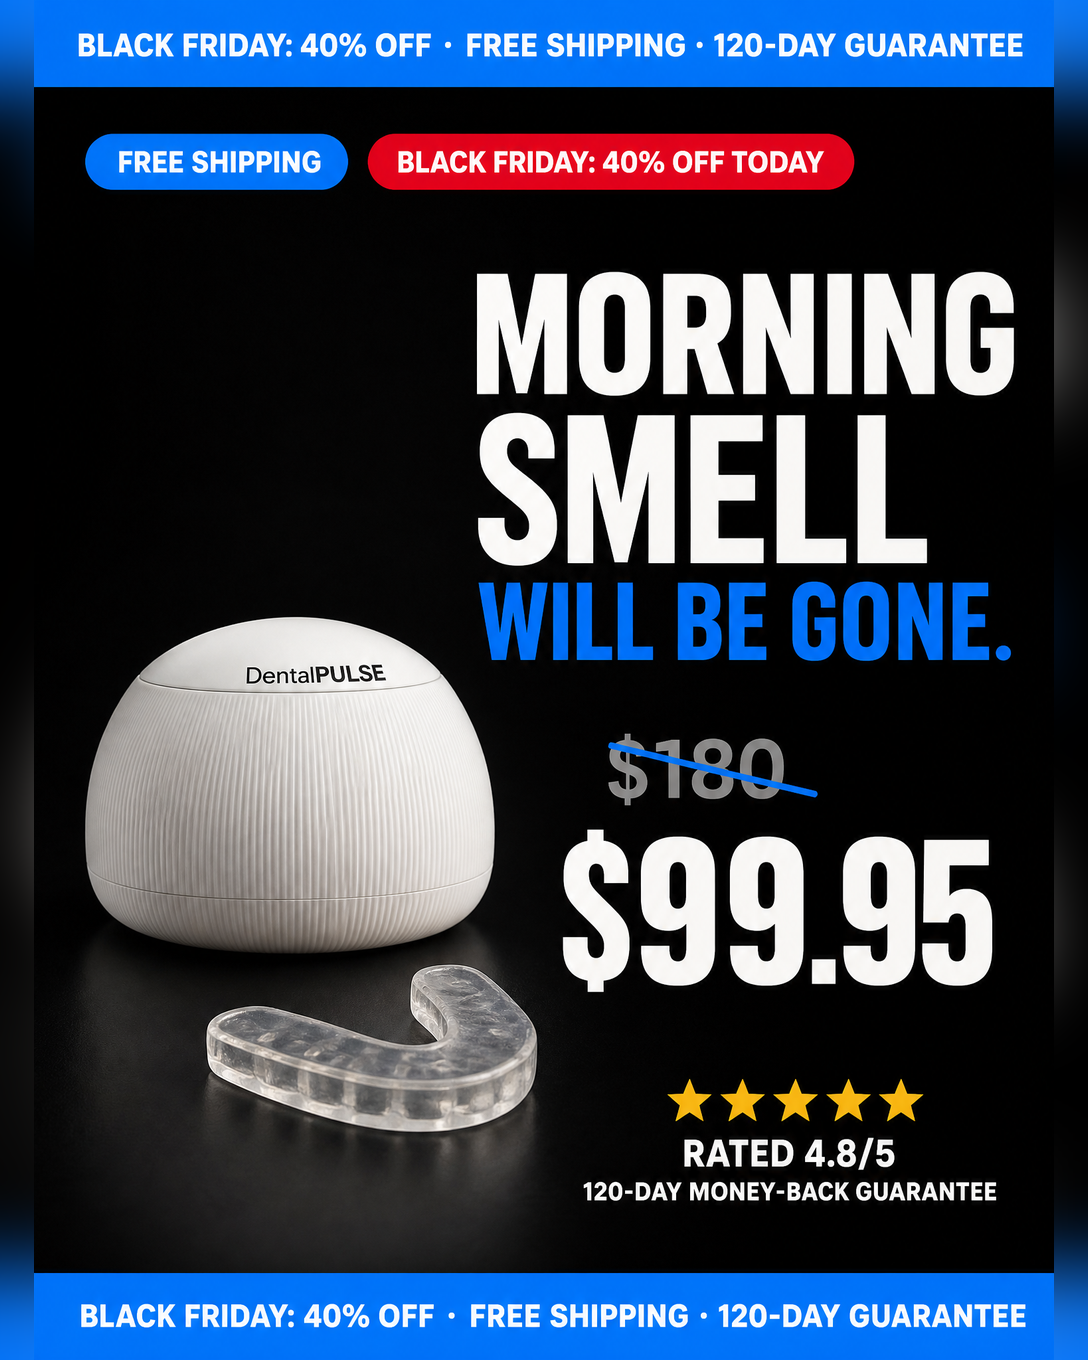 BLACK FRIDAY: 40% OFF · FREE SHIPPING · 120-DAY GUARANTEE
FREE SHIPPING
BLACK FRIDAY: 40% OFF TODAY
MORNING
SMELL
WILL BE GONE.
DentalPULSE
$180
$99.95
RATED 4.8/5
120-DAY MONEY-BACK GUARANTEE
BLACK FRIDAY: 40% OFF · FREE SHIPPING · 120-DAY GUARANTEE